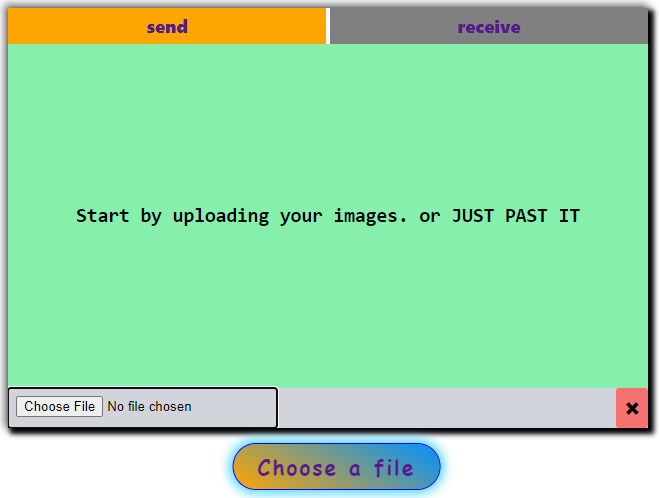 send receive
Start by uploading your images. or JUST PAST IT
Choose File No file chosen
Choose a file